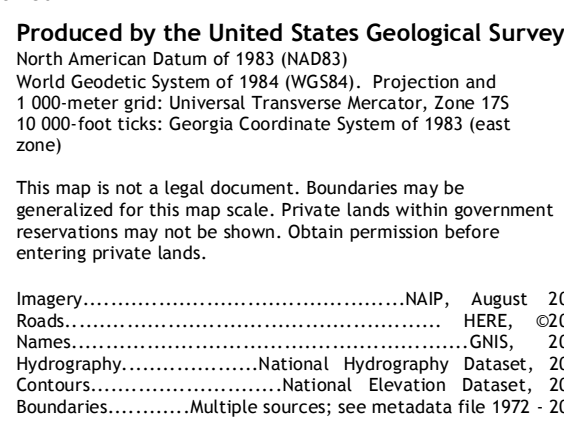 Produced by the United States Geological Survey
North American Datum of 1983 (NAD83)
World Geodetic System of 1984 (WGS84).  Projection and
1 000-meter grid: Universal Transverse Mercator, Zone 17S
10 000-foot ticks: Georgia Coordinate System of 1983 (east
zone)
This map is not a legal document. Boundaries may be
generalized for this map scale. Private lands within government
reservations may not be shown. Obtain permission before
entering private lands.
Imagery...............................................NAIP, August
Roads....................................................... HERE,
Names..........................................................GNIS,
Hydrography....................National Hydrography Dataset,
Contours............................National Elevation Dataset,
Boundaries............Multiple sources; see metadata file 1972 -